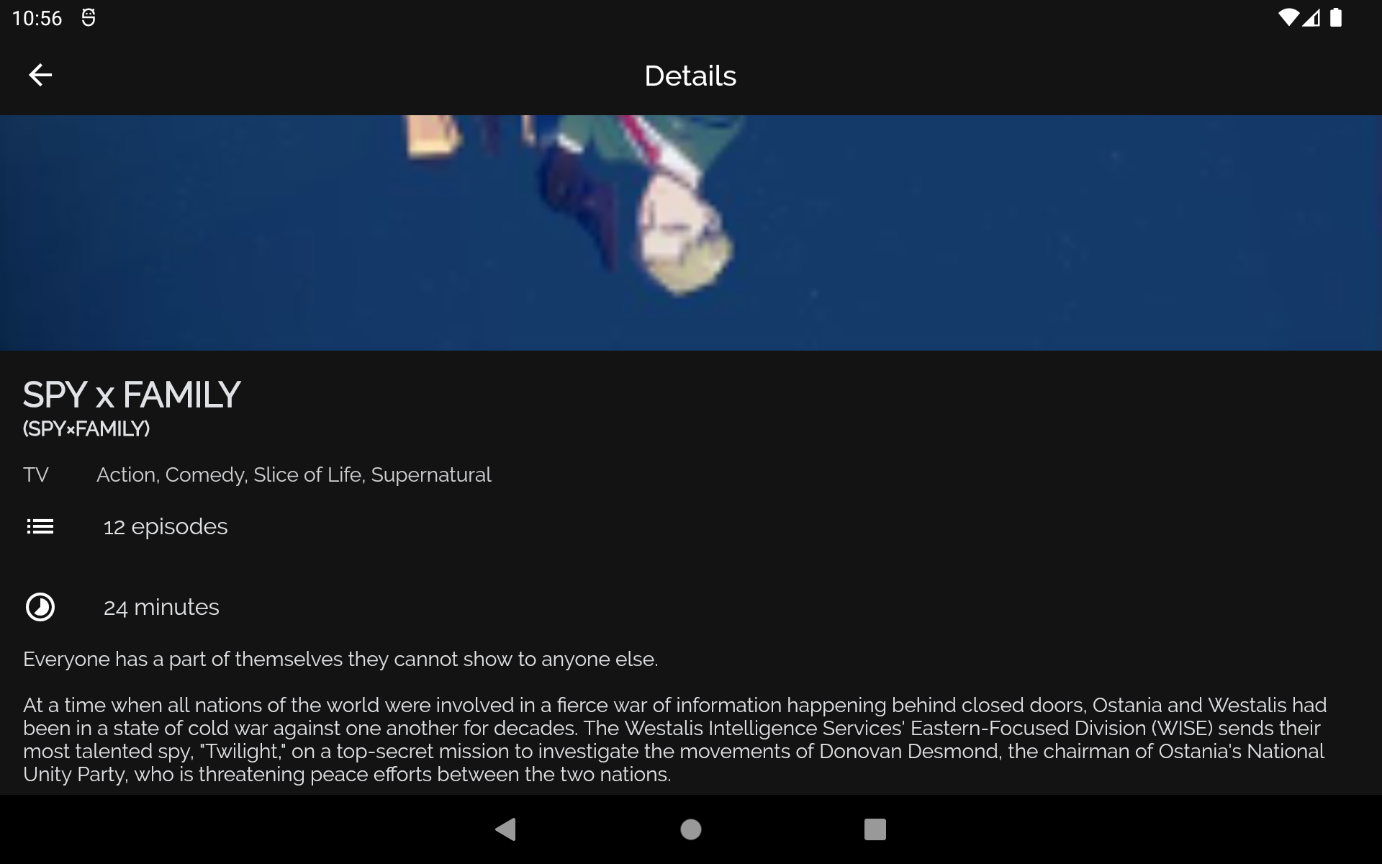 10:56
Details
SPY x FAMILY
(SPY×FAMILY)
TV Action, Comedy, Slice of Life, Supernatural
12 episodes
24 minutes
Everyone has a part of themselves they cannot show to anyone else.
At a time when all nations of the world were involved in a fierce war of information happening behind closed doors, Ostania and Westalis had
been in a state of cold war against one another for decades. The Westalis Intelligence Services' Eastern-Focused Division (WISE) sends their
most talented spy, "Twilight," on a top-secret mission to investigate the movements of Donovan Desmond, the chairman of Ostania's National
Unity Party, who is threatening peace efforts between the two nations.